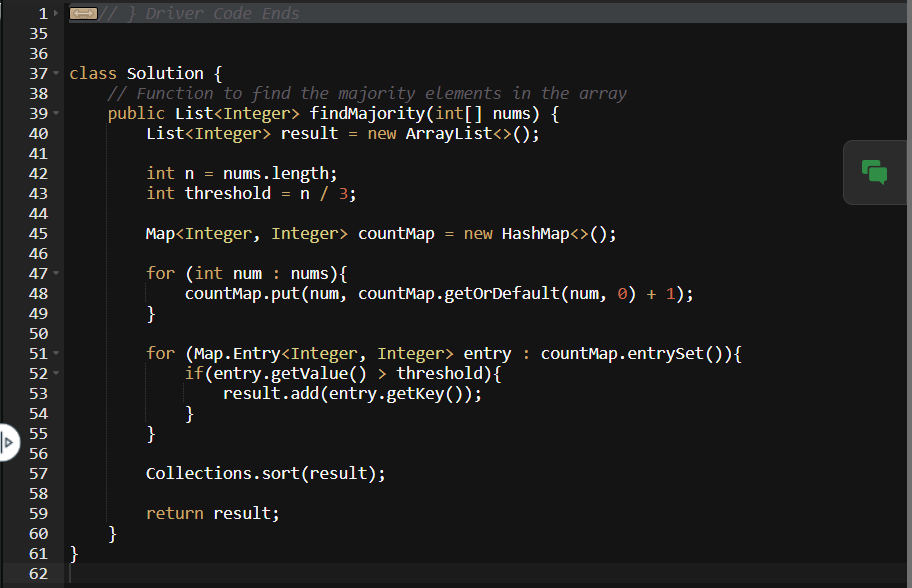 1 // } Driver Code Ends
35
36
37 class Solution {
38 // Function to find the majority elements in the array
39 public List<Integer> findMajority(int[] nums) {
40 List<Integer> result = new ArrayList<>();
41
42 int n = nums.length;
43 int threshold = n / 3;
44
45 Map<Integer, Integer> countMap = new HashMap<>();
46
47 for (int num : nums){
48 countMap.put(num, countMap.getOrDefault(num, 0) + 1);
49 }
50
51 for (Map.Entry<Integer, Integer> entry : countMap.entrySet()){
52 if(entry.getValue() > threshold){
53 result.add(entry.getKey());
54 }
55 }
56
57 Collections.sort(result);
58
59 return result;
60 }
61 }
62